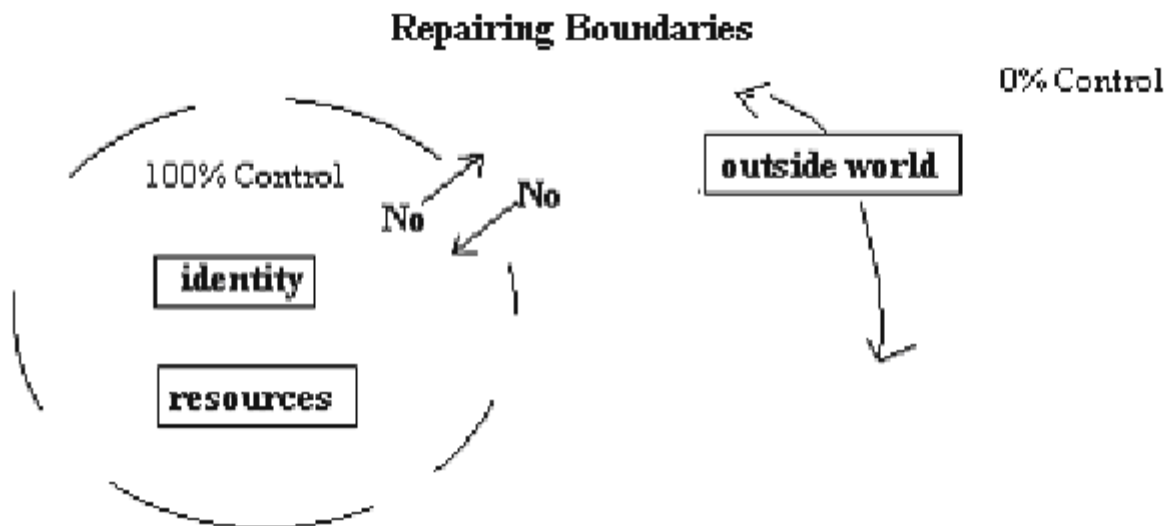 Repairing Boundaries
0% Control
outside world
100% Control
No
No
identity
resources